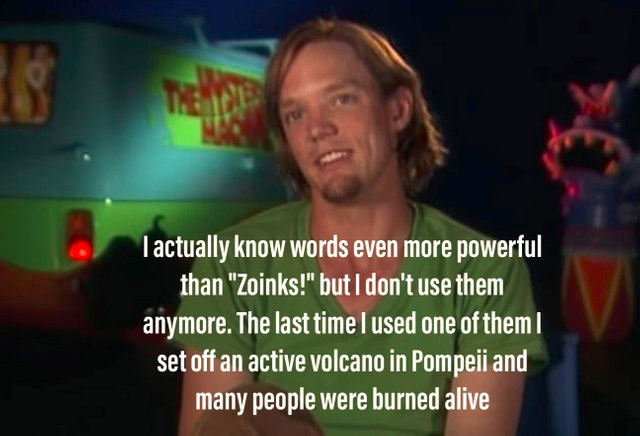 THE MYSTERY
MACHINE
I actually know words even more powerful
than "Zoinks!" but I don't use them
anymore. The last time I used one of them I
set off an active volcano in Pompeii and
many people were burned alive